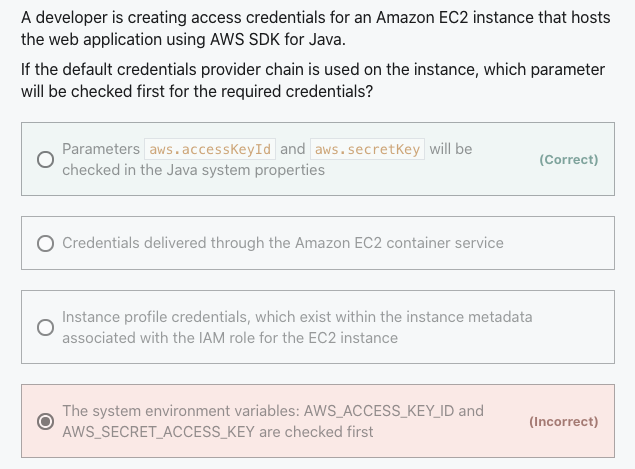 A developer is creating access credentials for an Amazon EC2 instance that hosts
the web application using AWS SDK for Java.
If the default credentials provider chain is used on the instance, which parameter
will be checked first for the required credentials?
Parameters aws.accessKeyId and aws.secretKey will be
checked in the Java system properties
(Correct)
Credentials delivered through the Amazon EC2 container service
Instance profile credentials, which exist within the instance metadata
associated with the IAM role for the EC2 instance
The system environment variables: AWS_ACCESS_KEY_ID and
AWS_SECRET_ACCESS_KEY are checked first
(Incorrect)